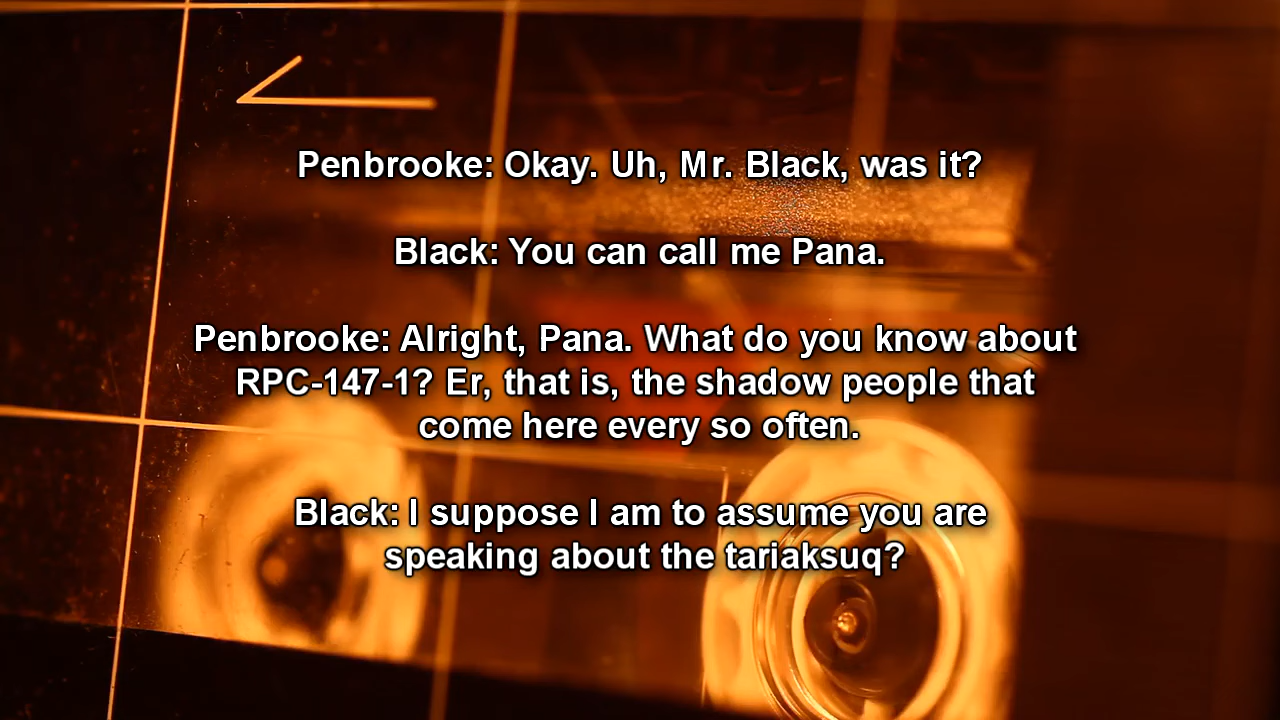 Penbrooke: Okay. Uh, Mr. Black, was it?
Black: You can call me Pana.
Penbrooke: Alright, Pana. What do you know about
RPC-147-1? Er, that is, the shadow people that
come here every so often.
Black: I suppose I am to assume you are
speaking about the tariaksuq?